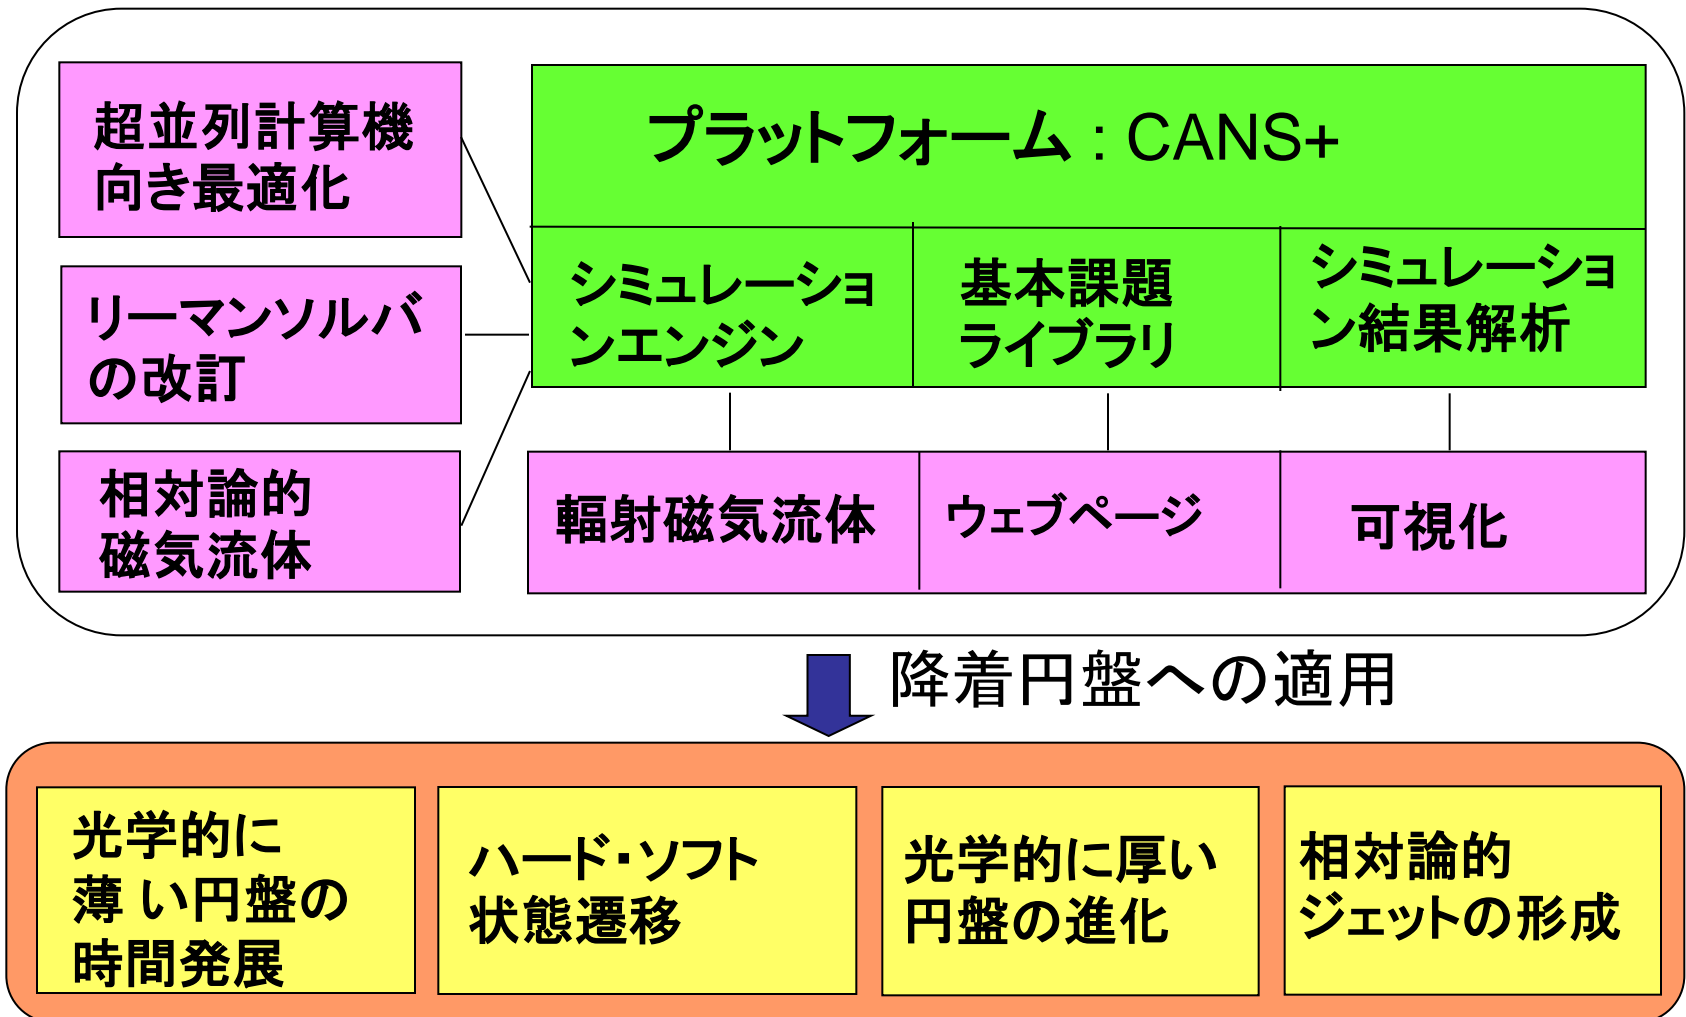 超並列計算機
向き最適化
プラットフォーム : CANS+
リーマンソルバ
の改訂
シミュレーショ
ンエンジン
基本課題
ライブラリ
シミュレーショ
ン結果解析
相対論的
磁気流体
輻射磁気流体
ウェブページ
可視化
降着円盤への適用
光学的に
薄 い円盤の
時間発展
ハード・ソフト
状態遷移
光学的に厚い
円盤の進化
相対論的
ジェットの形成